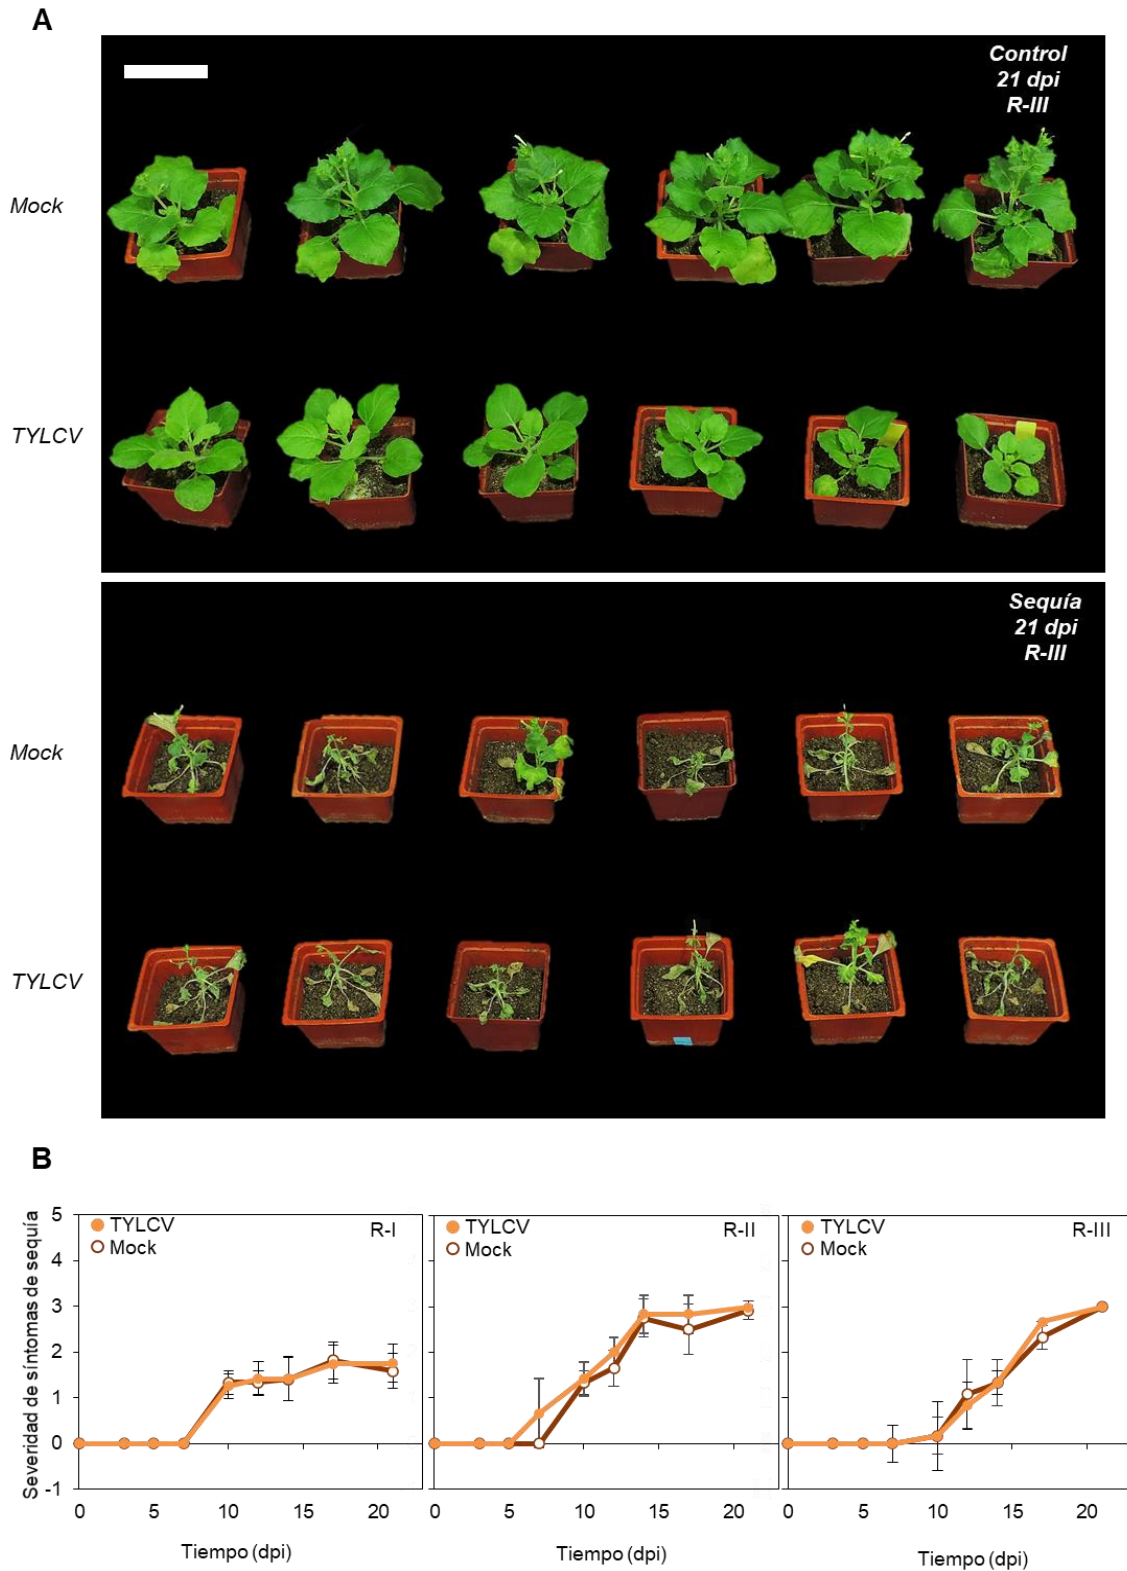 A
Control
21 dpi
R-III
Mock
TYLCV
Sequía
21 dpi
R-III
Mock
TYLCV
B
Severidad de síntomas de sequía
5
4
3
2
1
0
-1
TYLCV
Mock
R-I
0
5
10
15
20
Tiempo (dpi)
TYLCV
Mock
R-II
0
5
10
15
20
Tiempo (dpi)
TYLCV
Mock
R-III
0
5
10
15
20
Tiempo (dpi)